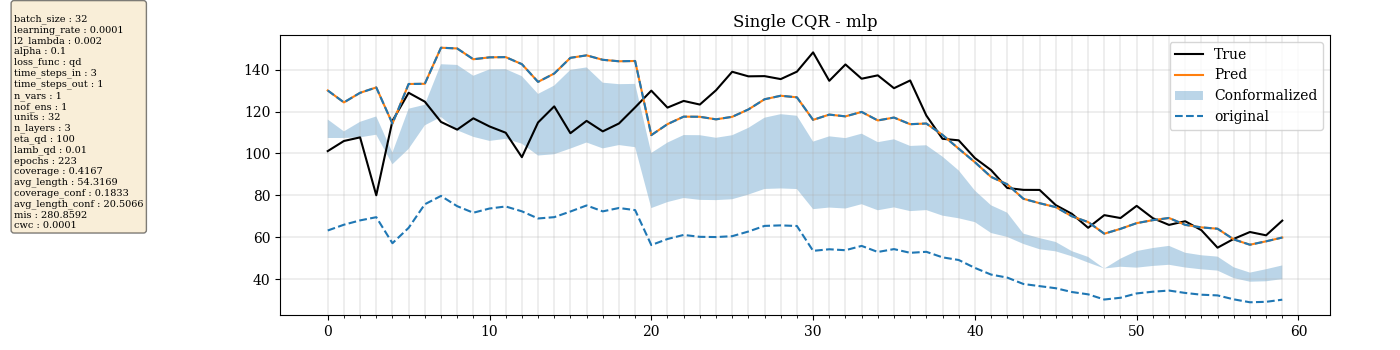 batch_size : 32
learning_rate : 0.0001
l2_lambda : 0.002
alpha : 0.1
loss_func : qd
time_steps_in : 3
time_steps_out : 1
n_vars : 1
nof_ens : 1
units : 32
n_layers : 3
eta_qd : 100
lamb_qd : 0.01
epochs : 223
coverage : 0.4167
avg_length : 54.3169
coverage_conf : 0.1833
avg_length_conf : 20.5066
mis : 280.8592
cwc : 0.0001
Single CQR - mlp
True
Pred
Conformalized
original
140
120
100
80
60
40
0 10 20 30 40 50 60